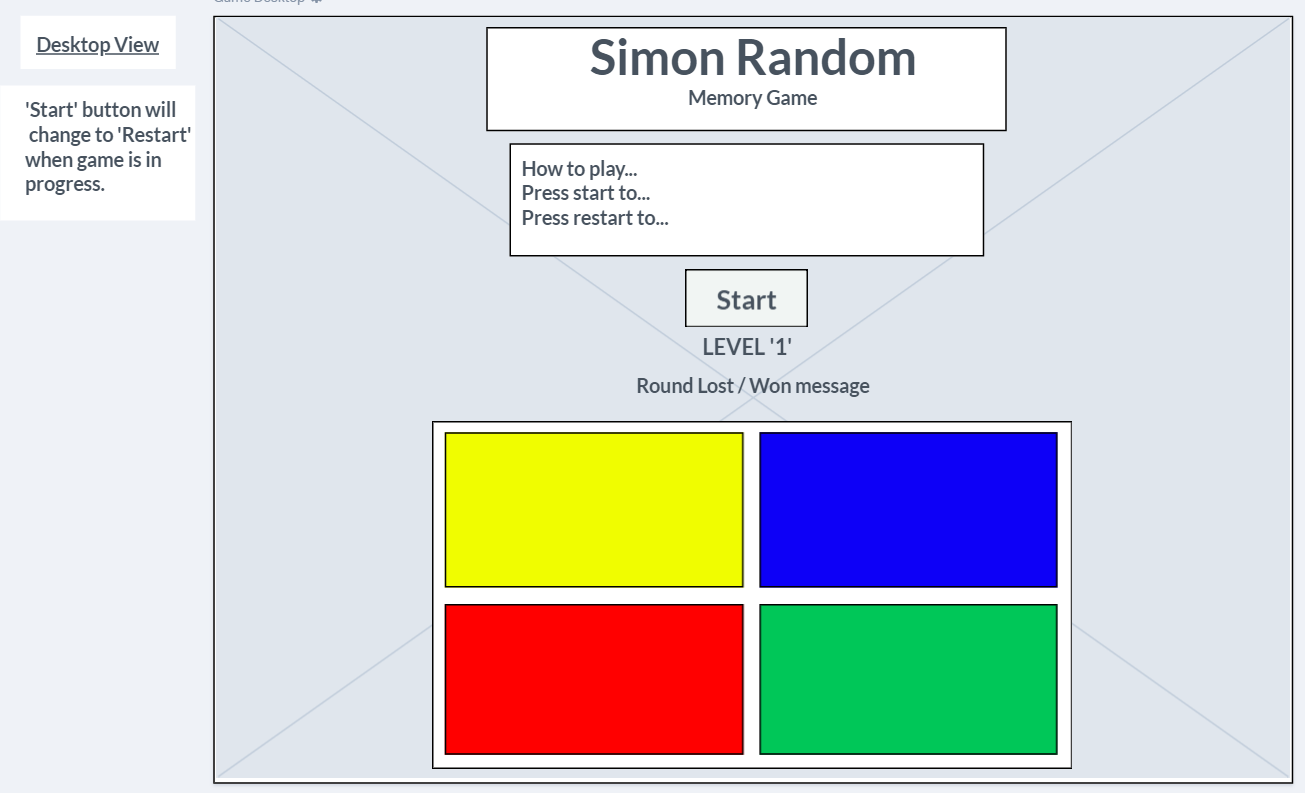 Game Desktop
Desktop View
'Start' button will
change to 'Restart'
when game is in
progress.
Simon Random
Memory Game
How to play...
Press start to...
Press restart to...
Start
LEVEL '1'
Round Lost / Won message